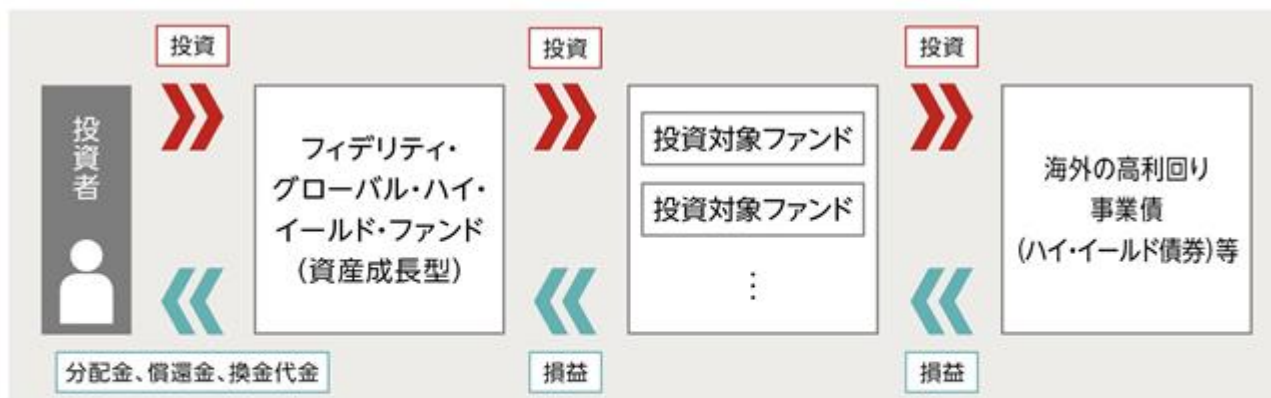 投資
投資
投資
投資者
フィデリティ・
グローバル・ハイ・
イールド・ファンド
(資産成長型)
投資対象ファンド
投資対象ファンド
⋮
海外の高利回り
事業債
(ハイ・イールド債券)等
分配金、償還金、換金代金
損益
損益